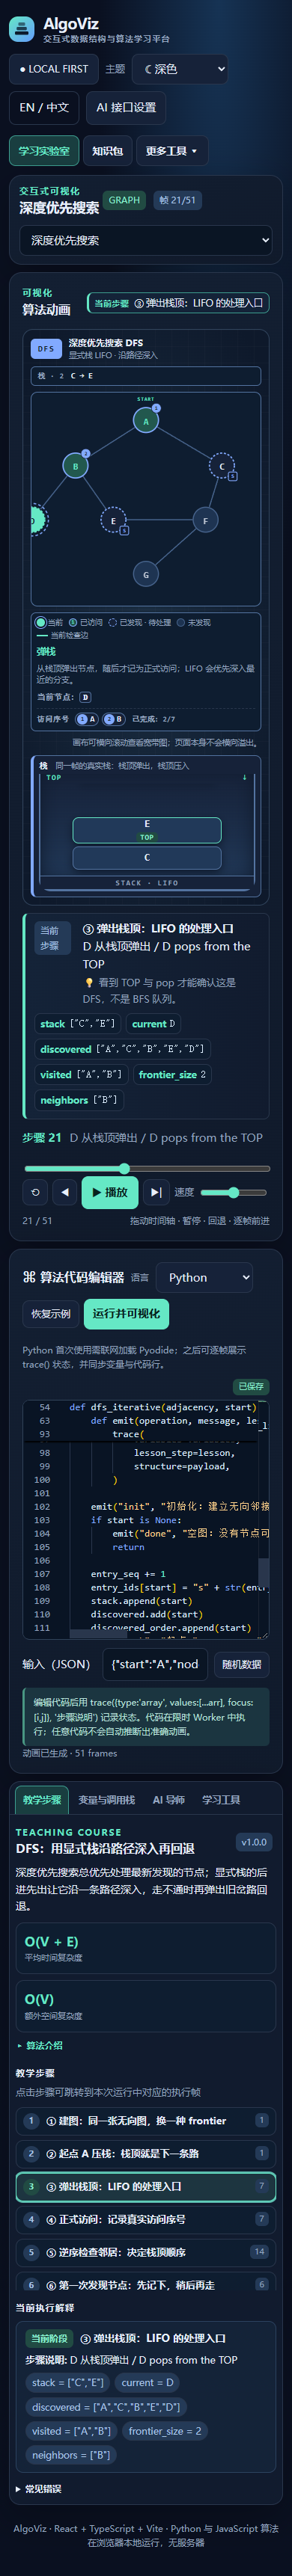 AlgoViz
交互式数据结构与算法学习平台
● LOCAL FIRST 主题 ☾ 深色
EN / 中文 AI 接口设置
学习实验室 知识包 更多工具 ▾
交互式可视化
深度优先搜索 GRAPH 帧 21/51
深度优先搜索
可视化
算法动画
当前步骤 ③ 弹出栈顶：LIFO 的处理入口
DFS 深度优先搜索 DFS
显式栈 LIFO · 沿路径深入
栈 · 2 C → E
START
A
1
B
2
C
S
D
E
S
F
G
当前 已访问 已发现 · 待处理 未发现
当前检查边
弹栈
从栈顶弹出节点，随后才记为正式访问；LIFO 会优先深入最近的分支。
当前节点： D
访问序号 1 A 2 B 已完成：2/7
画布可横向滚动查看宽带图；页面本身不会横向溢出。
栈 同一帧的真实栈：栈顶弹出，栈顶压入
TOP ↓
E
TOP
C
STACK · LIFO
当前步骤 ③ 弹出栈顶：LIFO 的处理入口
D 从栈顶弹出 / D pops from the TOP
💡 看到 TOP 与 pop 才能确认这是 DFS，不是 BFS 队列。
stack ["C","E"] current D
discovered ["A","C","B","E","D"]
visited ["A","B"] frontier_size 2
neighbors ["B"]
步骤 21 D 从栈顶弹出 / D pops from the TOP
▶ 播放 速度
21 / 51 拖动时间轴 · 暂停 · 回退 · 逐帧前进
⌘ 算法代码编辑器 语言 Python
恢复示例 运行并可视化
Python 首次使用需联网加载 Pyodide；之后可逐帧展示 trace() 状态，并同步变量与代码行。
已保存
54 def dfs_iterative(adjacency, start)
63 def emit(operation, message, les
93 trace(
98 lesson_step=lesson,
99 structure=payload,
100 )
101
102 emit("init", "初始化：建立无向邻接
103 if start is None:
104 emit("done", "空图：没有节点可
105 return
106
107 entry_seq += 1
108 entry_ids[start] = "s" + str(entr
109 stack.append(start)
110 discovered.add(start)
111 discovered_order.append(start)
输入（JSON） {"start":"A","nod 随机数据
编辑代码后用 trace({type:'array', values:[...arr], focus:[i,j]}, '步骤说明') 记录状态。代码在限时 Worker 中执行；任意代码不会自动推断出准确动画。
动画已生成 · 51 frames
教学步骤 变量与调用栈 AI 导师 学习工具
TEACHING COURSE
DFS：用显式栈沿路径深入再回退 v1.0.0
深度优先搜索总优先处理最新发现的节点；显式栈的后进先出让它沿一条路径深入，走不通时再弹出旧岔路回退。
O(V + E)
平均时间复杂度
O(V)
额外空间复杂度
▸ 算法介绍
教学步骤
点击步骤可跳转到本次运行中对应的执行帧
1 ① 建图：同一张无向图，换一种 frontier 1
2 ② 起点 A 压栈：栈顶就是下一条路 1
3 ③ 弹出栈顶：LIFO 的处理入口 7
4 ④ 正式访问：记录真实访问序号 7
5 ⑤ 逆序检查邻居：决定栈顶顺序 14
6 ⑥ 第一次发现节点：先记下，稍后再走 6
当前执行解释
当前阶段 ③ 弹出栈顶：LIFO 的处理入口
步骤说明: D 从栈顶弹出 / D pops from the TOP
stack = ["C","E"] current = D
discovered = ["A","C","B","E","D"]
visited = ["A","B"] frontier_size = 2
neighbors = ["B"]
▸ 常见错误
AlgoViz · React + TypeScript + Vite · Python 与 JavaScript 算法在浏览器本地运行，无服务器